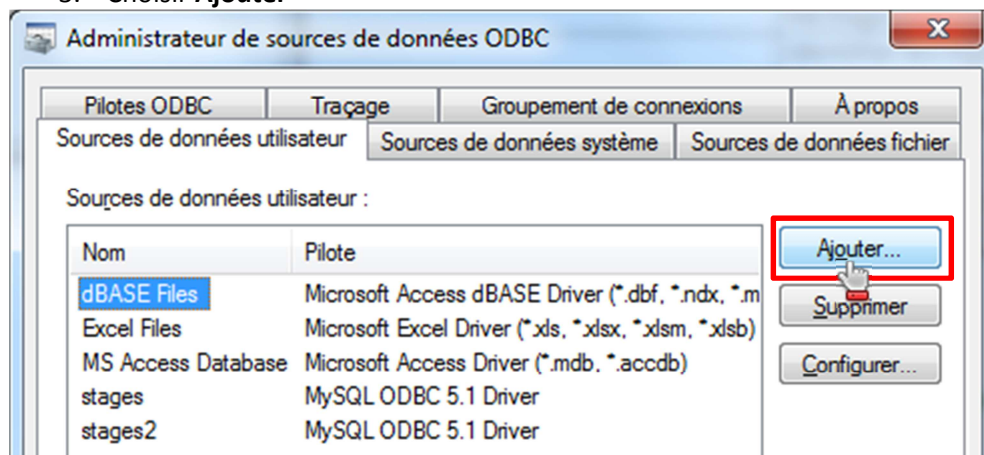 Choisir Ajouter
Administrateur de sources de données ODBC
Pilotes ODBC Traçage Groupement de connexions À propos
Sources de données utilisateur Sources de données système Sources de données fichier
Sources de données utilisateur :
Nom Pilote
dBASE Files Microsoft Access dBASE Driver (*.dbf, *.ndx, *.m
Excel Files Microsoft Excel Driver (*.xls, *.xlsx, *.xlsm, *.xlsb)
MS Access Database Microsoft Access Driver (*.mdb, *.accdb)
stages MySQL ODBC 5.1 Driver
stages2 MySQL ODBC 5.1 Driver
Ajouter...
Supprimer
Configurer...